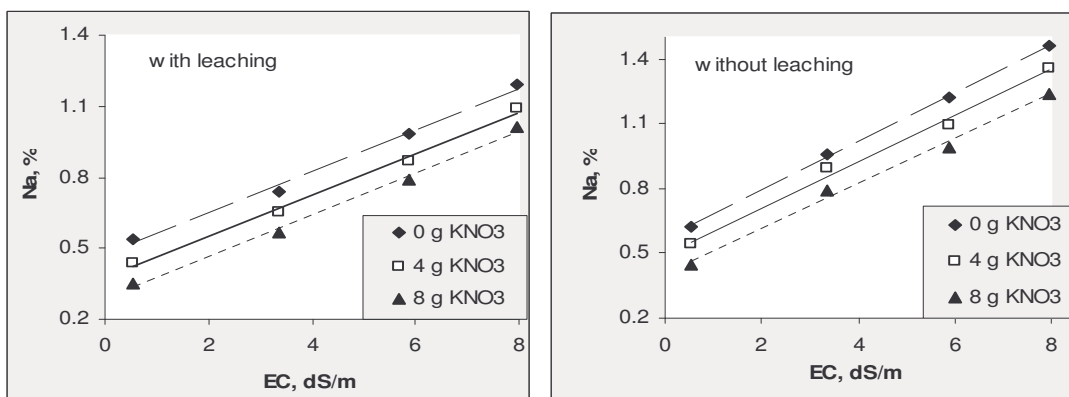 1.4
with leaching
1.1
Na, %
0.8
0.5
0.2
0 g KNO3
4 g KNO3
8 g KNO3
0 2 4 6 8
EC, dS/m
1.4
without leaching
1.1
Na, %
0.8
0.5
0.2
0 g KNO3
4 g KNO3
8 g KNO3
0 2 4 6 8
EC, dS/m